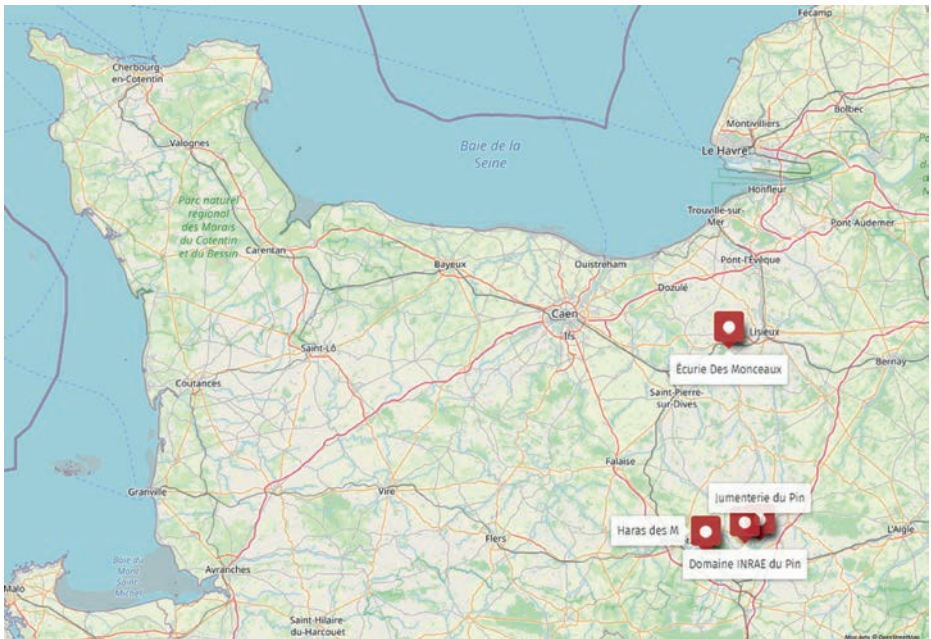 Fécamp
Cherbourg-
en-Cotentin
Bolbec
Montivilliers
Valognes
Baie de la
Seine
Le Havre
Honfleur
Parc naturel
régional
des Marais
du Cotentin
et du Bessin
Trouville-sur-
Mer
Pont-Audemer
Carentan
Bayeux
Ouistreham
Pont-l'Évêque
Dozulé
Caen
Ifs
Lisieux
Saint-Lô
Bernay
Écurie Des Monceaux
Coutances
Saint-Pierre-
sur-Dives
Falaise
Granville
Vire
Jumenterie du Pin
Haras des M
Flers
L'Aigle
Domaine INRAE du Pin
Baie du
Mont
Saint-
Michel
Avranches
Malo
Saint-Hilaire-
du-Harcouët